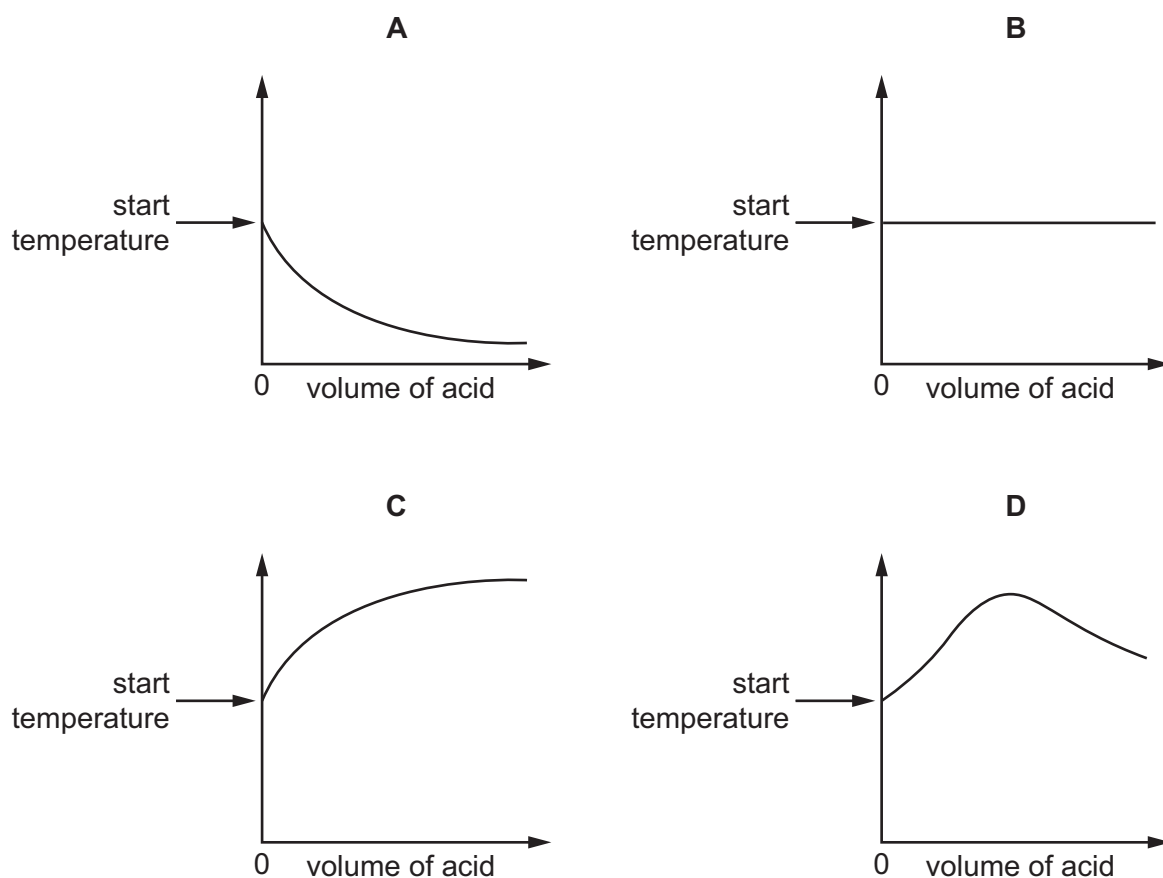 A
B
start
temperature
0
volume of acid
start
temperature
0
volume of acid
C
D
start
temperature
0
volume of acid
start
temperature
0
volume of acid